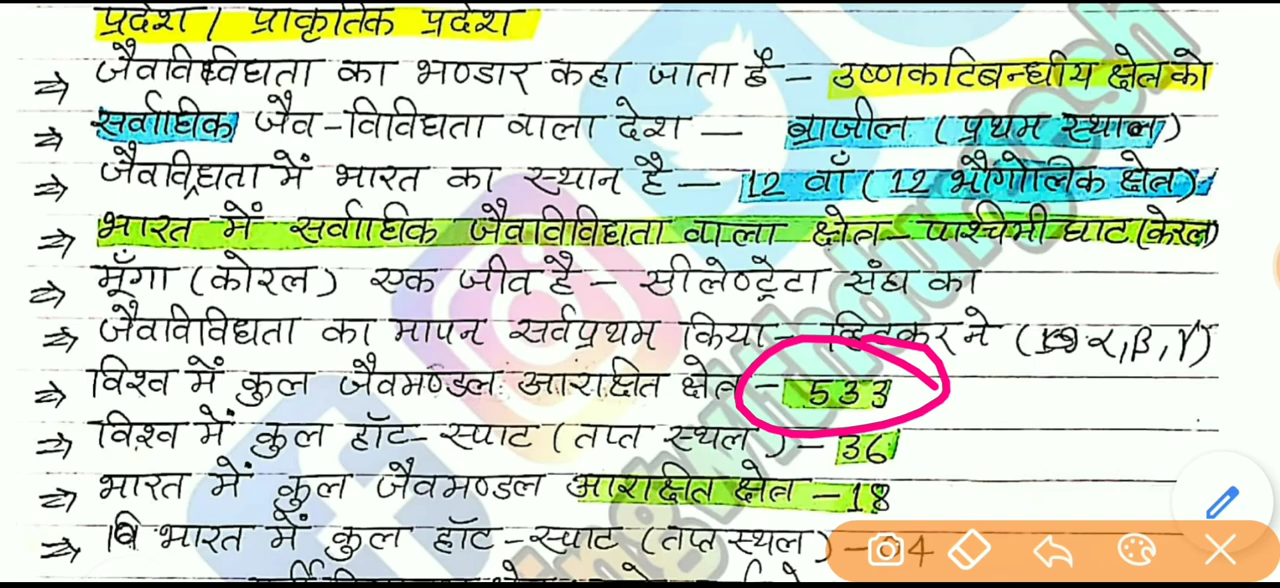 प्रदेश / प्राकृतिक प्रदेश
⇒ जैवविविधता का भण्डार कहा जाता है – उष्णकटिबन्धीय क्षेत्र को
⇒ सर्वाधिक जैव-विविधता वाला देश – ब्राजील (प्रथम स्थान)
⇒ जैवविधता में भारत का स्थान है – 12 वाँ (12 भौगोलिक क्षेत्र)
⇒ भारत में सर्वाधिक जैवविविधता वाला क्षेत्र – पश्चिमी घाट (केरल)
⇒ मूँगा (कोरल) एक जीव है – सीलेण्ट्रेटा संघ का
⇒ जैवविविधता का मापन सर्वप्रथम किया – व्हिटकर ने (α, β, γ)
⇒ विश्व में कुल जैवमण्डल आरक्षित क्षेत्र – 533
⇒ विश्व में कुल हॉट-स्पाट (तप्त स्थल) – 36
⇒ भारत में कुल जैवमण्डल आरक्षित क्षेत्र – 18
⇒ भारत में कुल हॉट-स्पाट (तप्त स्थल) – 04